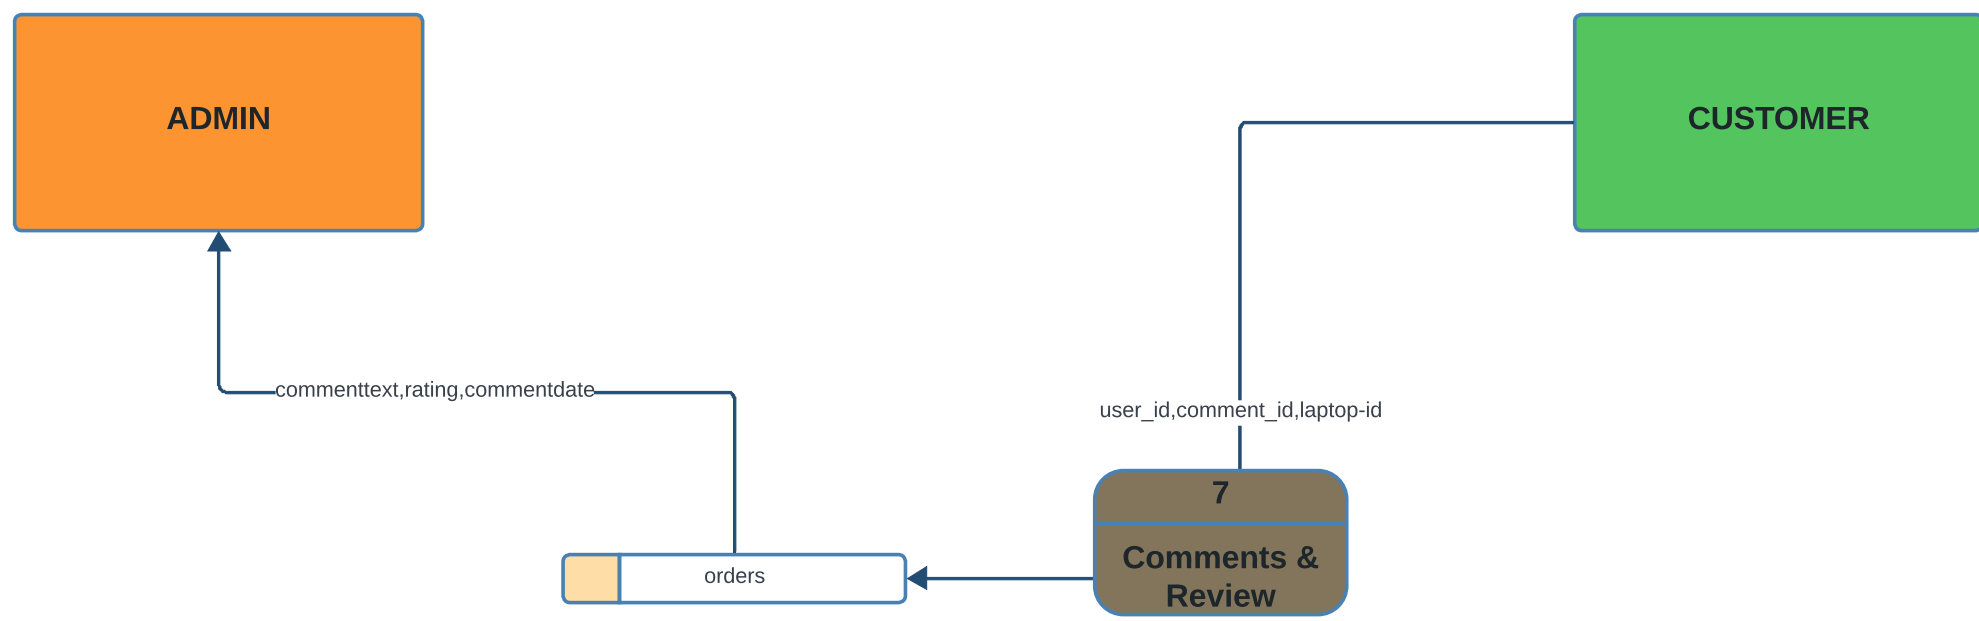 ADMIN
CUSTOMER
commenttext,rating,commentdate
user_id,comment_id,laptop-id
7
Comments &
Review
orders